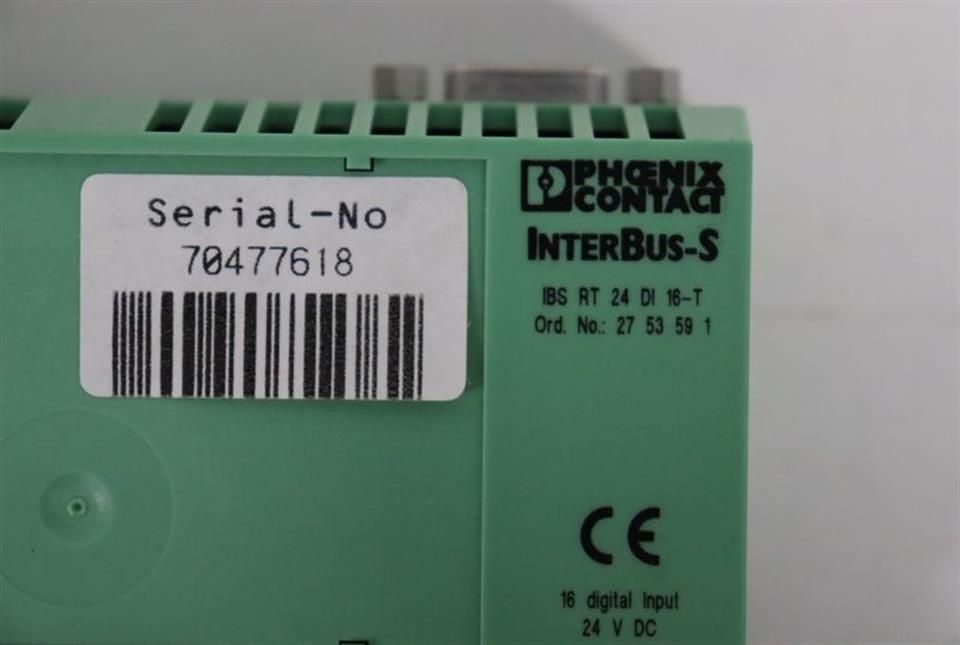 Serial-No
70477618
PHŒNIX
CONTACT
INTERBUS-S
IBS RT 24 DI 16-T
Ord. No.: 27 53 59 1
CE
16 digital Input
24 V DC